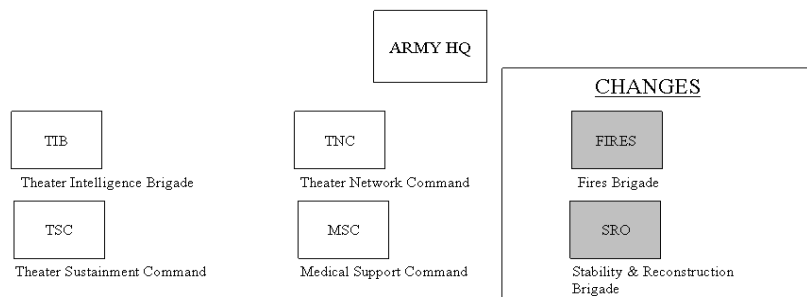 ARMY HQ
CHANGES
TIB
Theater Intelligence Brigade
TNC
Theater Network Command
FIRES
Fires Brigade
TSC
Theater Sustainment Command
MSC
Medical Support Command
SRO
Stability & Reconstruction
Brigade